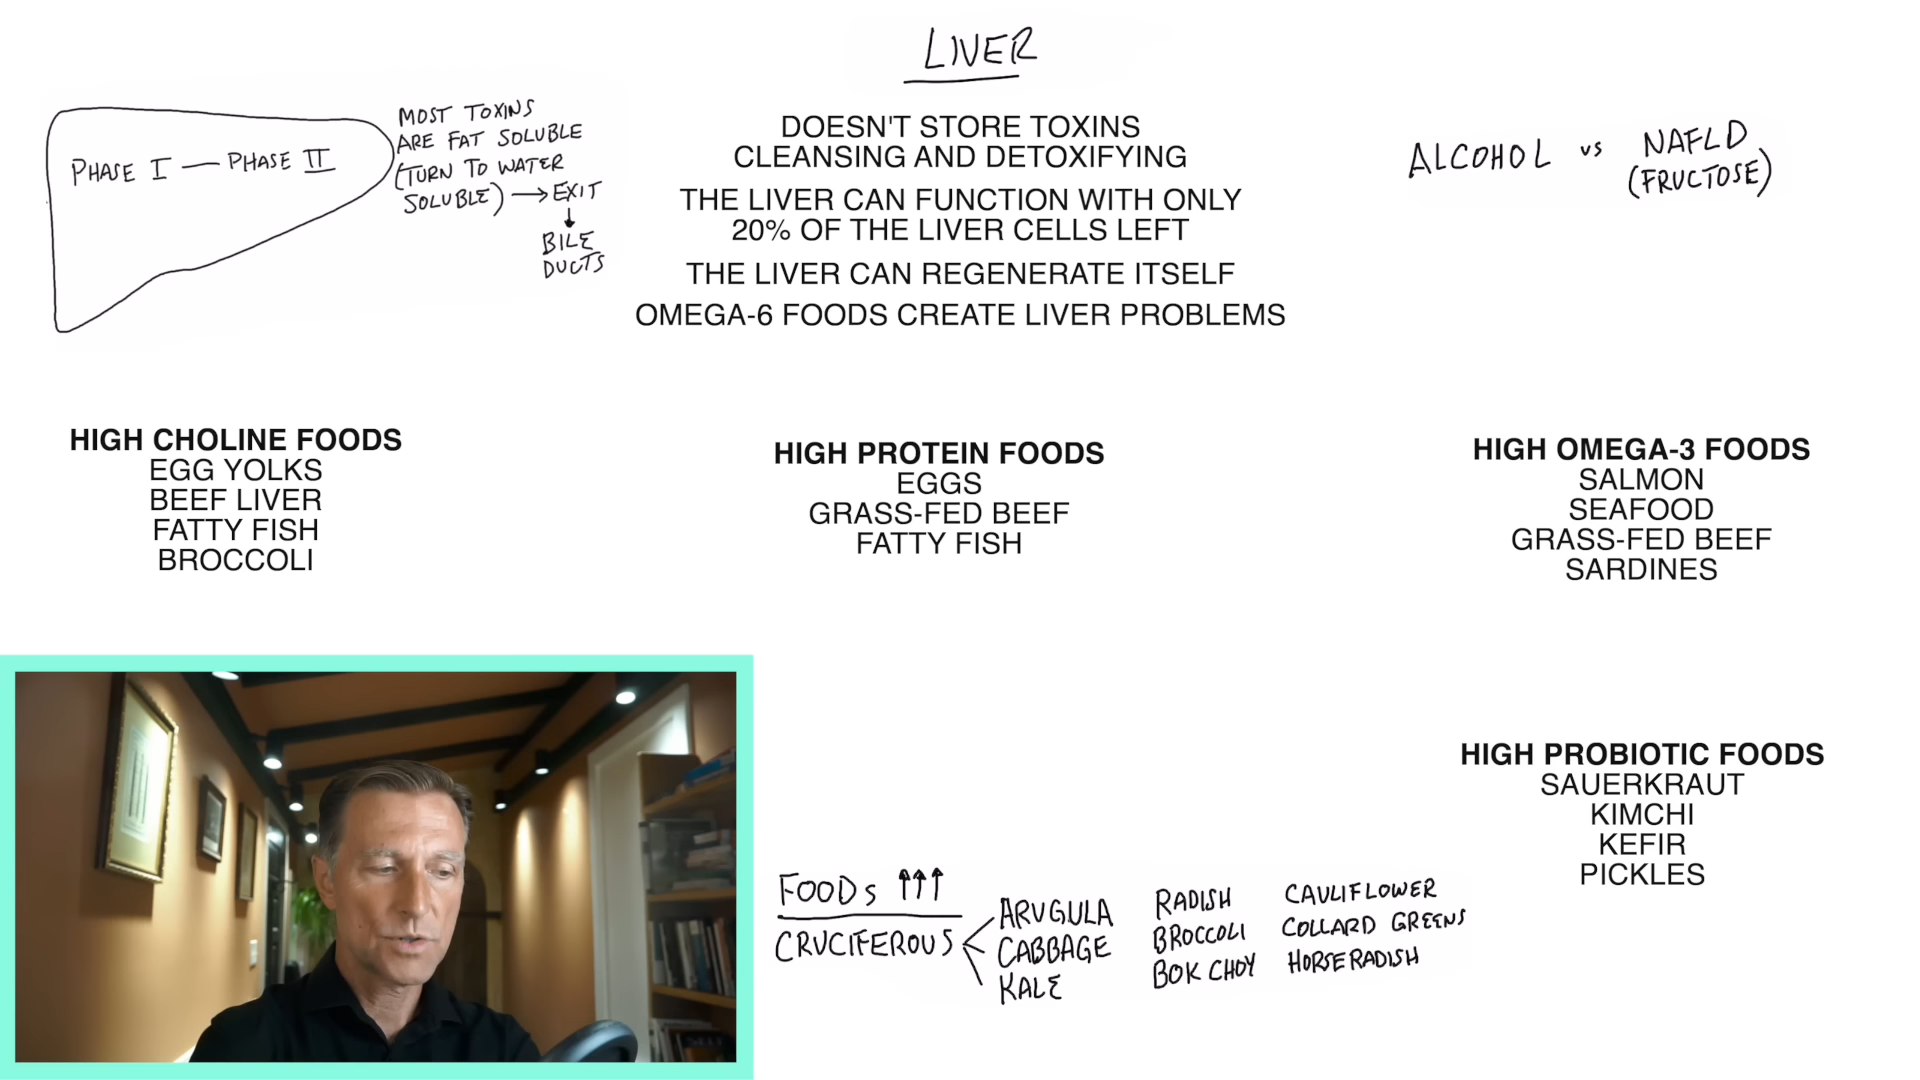 LIVER
PHASE I — PHASE II
MOST TOXINS
ARE FAT SOLUBLE
(TURN TO WATER
SOLUBLE) → EXIT
↓
BILE
DUCTS
DOESN'T STORE TOXINS
CLEANSING AND DETOXIFYING
THE LIVER CAN FUNCTION WITH ONLY
20% OF THE LIVER CELLS LEFT
THE LIVER CAN REGENERATE ITSELF
OMEGA-6 FOODS CREATE LIVER PROBLEMS
ALCOHOL vs NAFLD
(FRUCTOSE)
HIGH CHOLINE FOODS
EGG YOLKS
BEEF LIVER
FATTY FISH
BROCCOLI
HIGH PROTEIN FOODS
EGGS
GRASS-FED BEEF
FATTY FISH
HIGH OMEGA-3 FOODS
SALMON
SEAFOOD
GRASS-FED BEEF
SARDINES
HIGH PROBIOTIC FOODS
SAUERKRAUT
KIMCHI
KEFIR
PICKLES
FOODS ↑↑↑
CRUCIFEROUS
ARUGULA
CABBAGE
KALE
RADISH
BROCCOLI
BOK CHOY
CAULIFLOWER
COLLARD GREENS
HORSERADISH